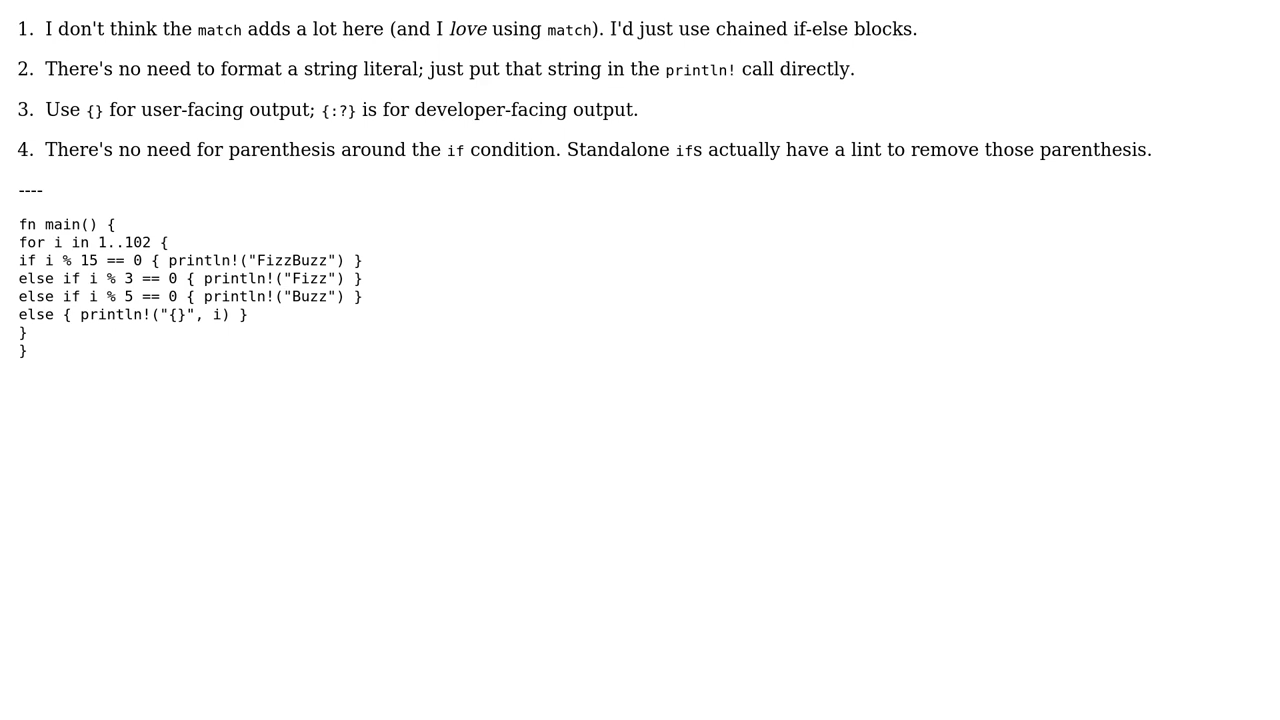 1. I don't think the match adds a lot here (and I love using match). I'd just use chained if-else blocks.
2. There's no need to format a string literal; just put that string in the println! call directly.
3. Use {} for user-facing output; {:?} is for developer-facing output.
4. There's no need for parenthesis around the if condition. Standalone ifs actually have a lint to remove those parenthesis.
----
fn main() {
for i in 1..102 {
if i % 15 == 0 { println!("FizzBuzz") }
else if i % 3 == 0 { println!("Fizz") }
else if i % 5 == 0 { println!("Buzz") }
else { println!("{}", i) }
}
}